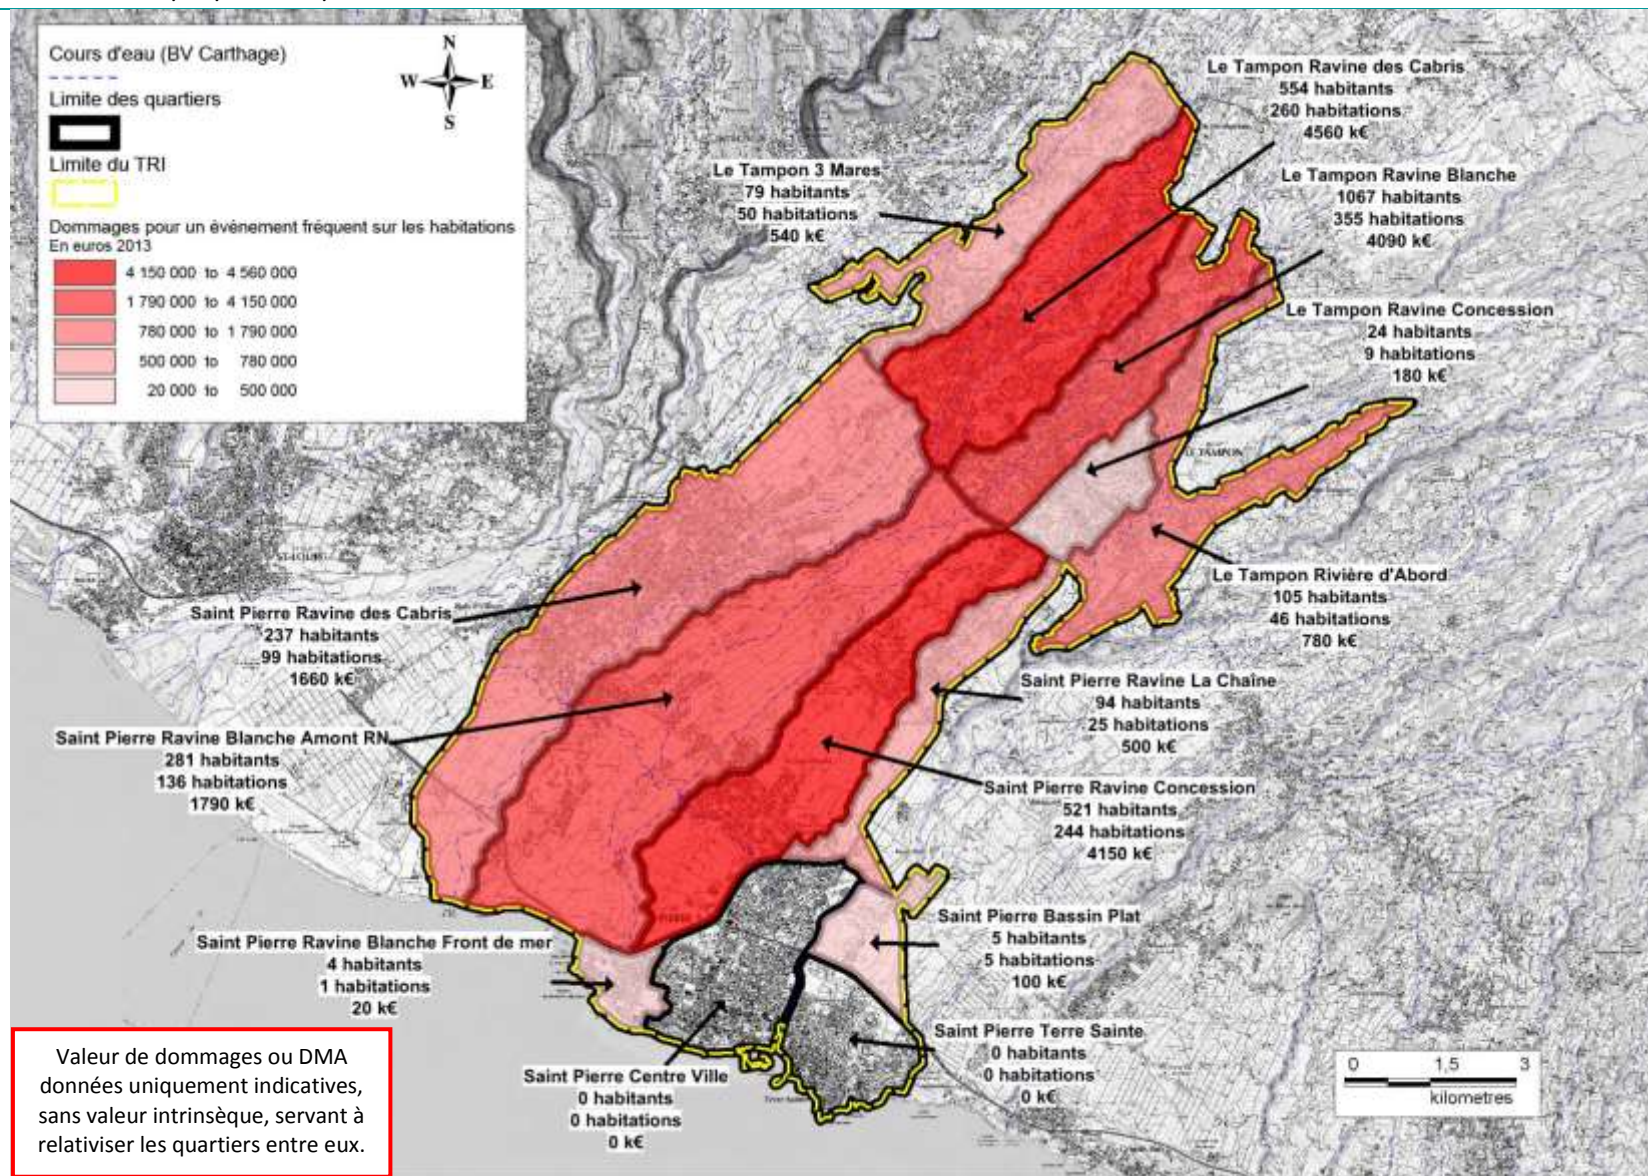 Cours d'eau (BV Carthage)
Limite des quartiers
Limite du TRI
Dommages pour un évènement fréquent sur les habitations
En euros 2013
4 150 000 to 4 560 000
1 790 000 to 4 150 000
780 000 to 1 790 000
500 000 to 780 000
20 000 to 500 000
N
W E
S
Le Tampon Ravine des Cabris
554 habitants
260 habitations
4560 k€
Le Tampon 3 Mares
79 habitants
50 habitations
540 k€
Le Tampon Ravine Blanche
1067 habitants
355 habitations
4090 k€
Le Tampon Ravine Concession
24 habitants
9 habitations
180 k€
LE TAMPON
Le Tampon Rivière d'Abord
105 habitants
46 habitations
780 k€
ST-LOUIS
Saint Pierre Ravine des Cabris
237 habitants
99 habitations
1660 k€
Saint Pierre Ravine La Chaîne
94 habitants
25 habitations
500 k€
Saint Pierre Ravine Blanche Amont RN
281 habitants
136 habitations
1790 k€
Saint Pierre Ravine Concession
521 habitants
244 habitations
4150 k€
Saint Pierre Bassin Plat
5 habitants
5 habitations
100 k€
Saint Pierre Ravine Blanche Front de mer
4 habitants
1 habitations
20 k€
Saint Pierre Terre Sainte
0 habitants
0 habitations
0 k€
Saint Pierre Centre Ville
0 habitants
0 habitations
0 k€
Valeur de dommages ou DMA
données uniquement indicatives,
sans valeur intrinsèque, servant à
relativiser les quartiers entre eux.
0 1,5 3
kilometres